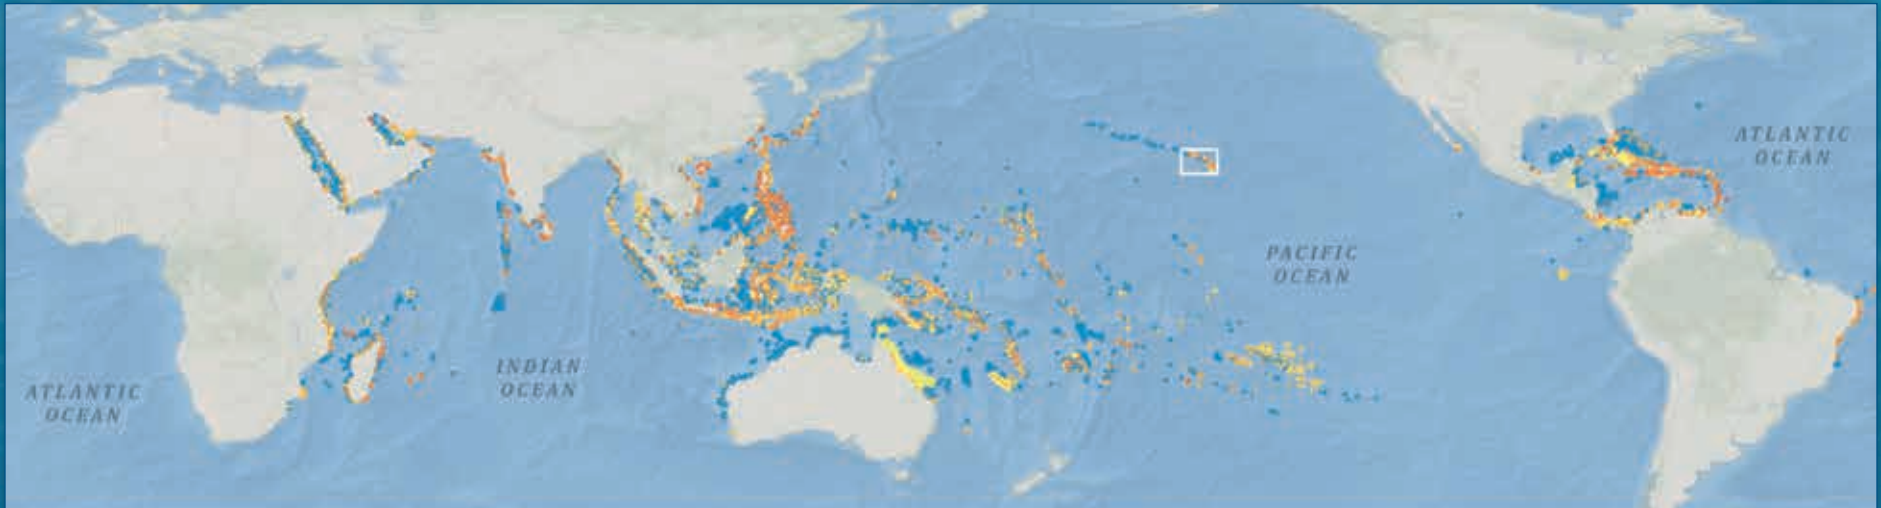 ATLANTIC
OCEAN
PACIFIC
OCEAN
INDIAN
OCEAN
ATLANTIC
OCEAN